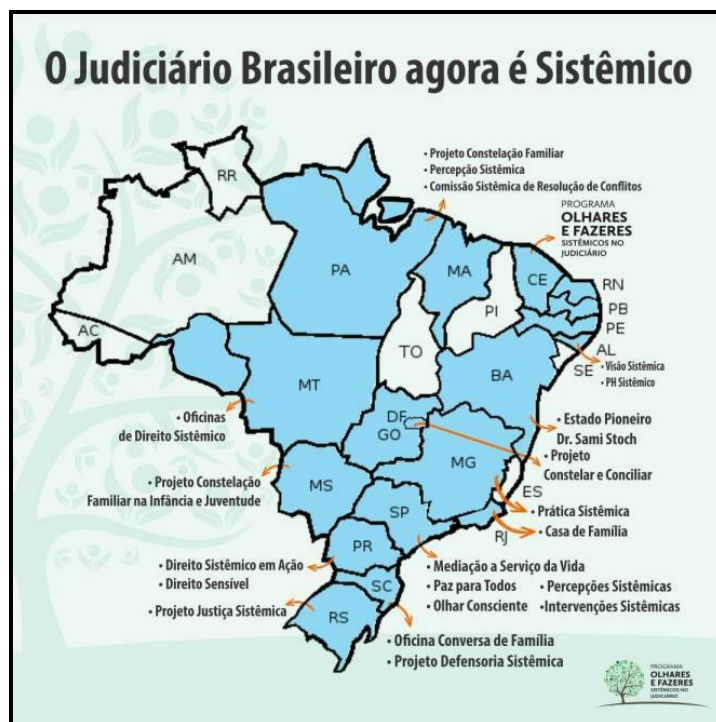 O Judiciário Brasileiro agora é Sistêmico
• Projeto Constelação Familiar
• Percepção Sistêmica
• Comissão Sistêmica de Resolução de Conflitos
PROGRAMA
OLHARES
E FAZERES
SISTÊMICOS NO
JUDICIÁRIO
RR
AM
PA
MA
CE
RN
PB
PE
PI
AC
TO
AL
SE
• Visão Sistêmica
• PH Sistêmico
MT
BA
DF
GO
• Oficinas
de Direito Sistêmico
• Estado Pioneiro
Dr. Sami Stoch
• Projeto
Constelar e Conciliar
MG
• Projeto Constelação
Familiar na Infância e Juventude
MS
ES
• Prática Sistêmica
SP
RJ
• Casa de Família
PR
• Direito Sistêmico em Ação
• Direito Sensível
• Mediação a Serviço da Vida
• Paz para Todos • Percepções Sistêmicas
• Olhar Consciente • Intervenções Sistêmicas
SC
• Projeto Justiça Sistêmica
RS
• Oficina Conversa de Família
• Projeto Defensoria Sistêmica
PROGRAMA
OLHARES
E FAZERES
SISTÊMICOS NO
JUDICIÁRIO